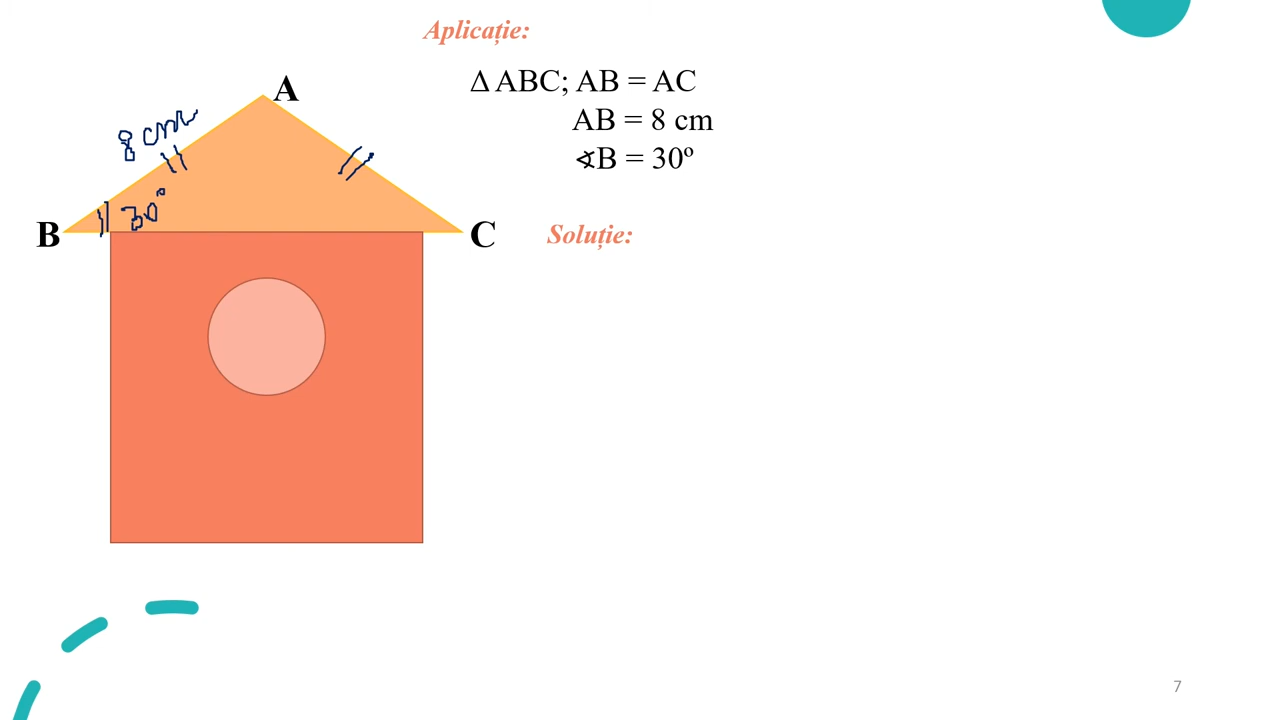 Aplicație:
Δ ABC; AB = AC
AB = 8 cm
∢B = 30º
A
8 cm
30°
B
C
Soluție:
7